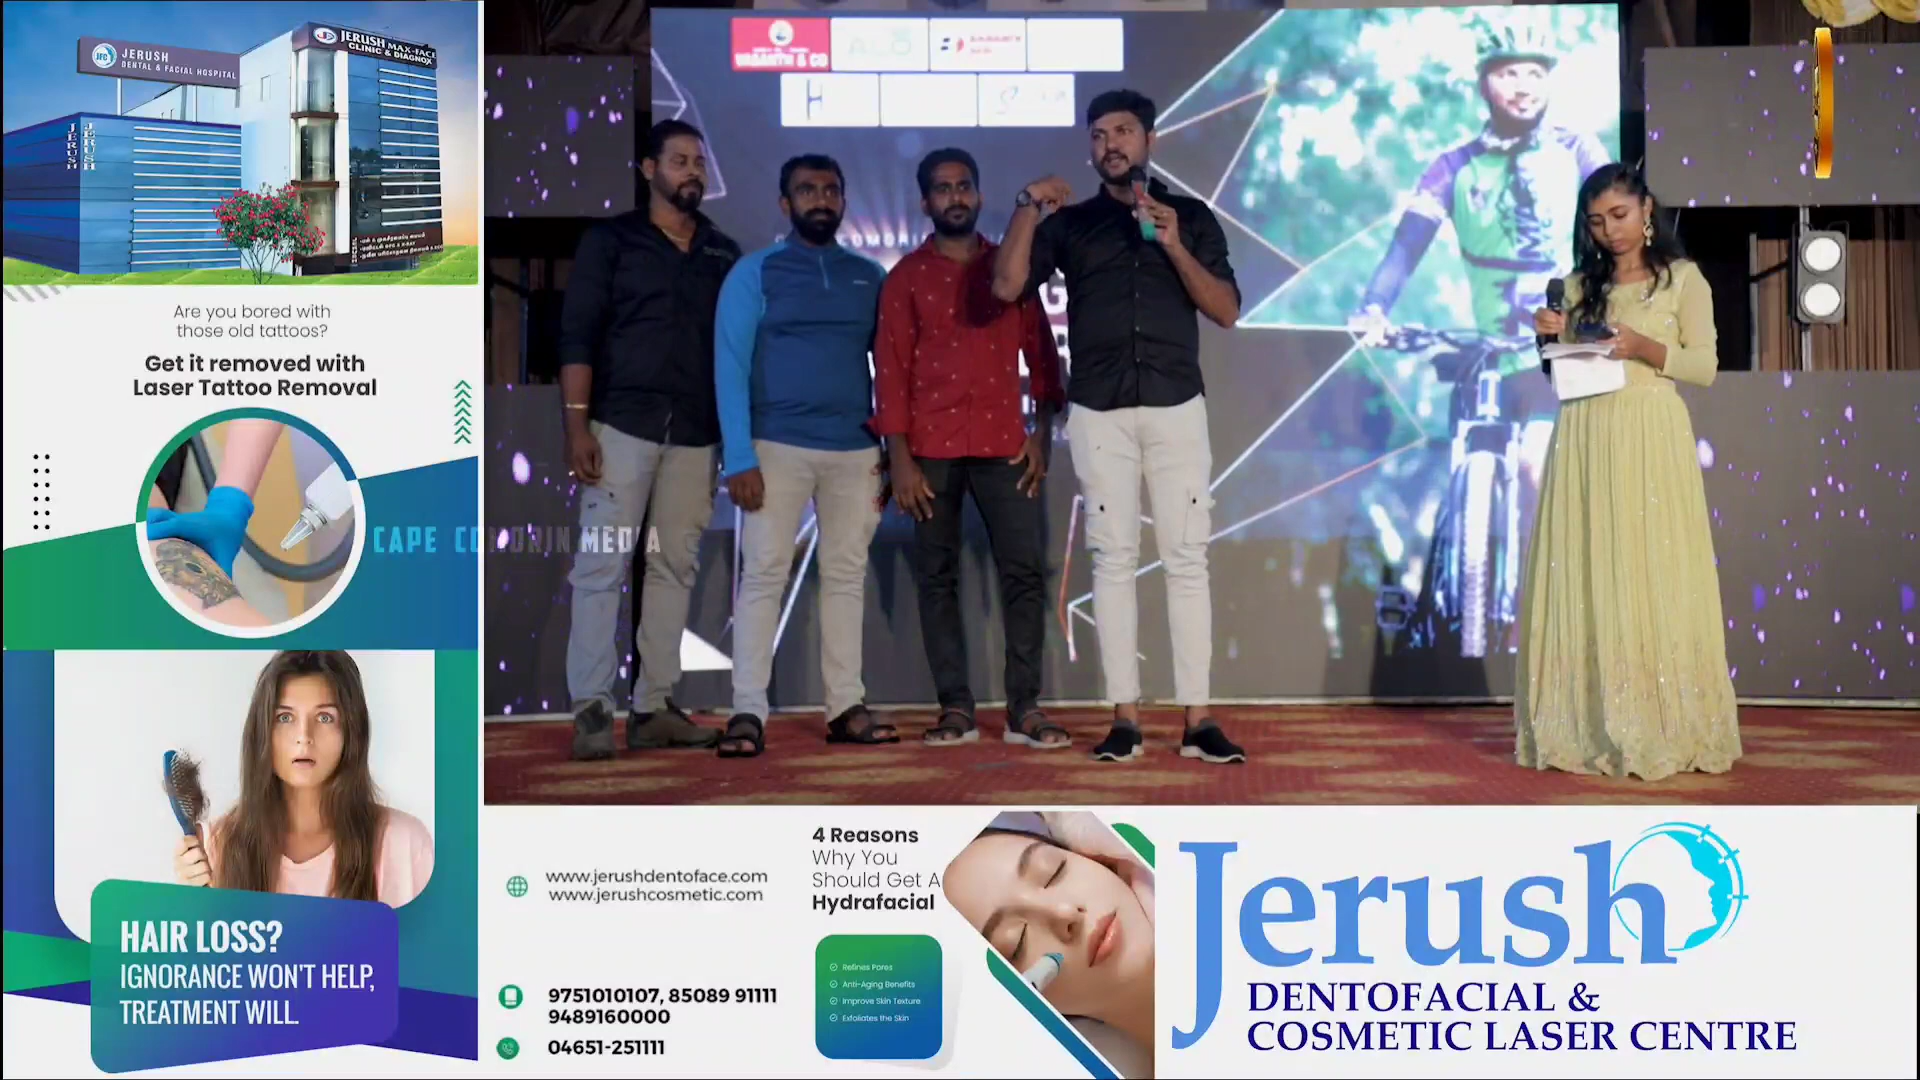 JERUSH
DENTAL & FACIAL HOSPITAL
JFC
JERUSH MAX-FACE
CLINIC & DIAGNOX
JERUSH
JERUSH
Are you bored with
those old tattoos?
Get it removed with
Laser Tattoo Removal
CAPE COMORIN MEDIA
HAIR LOSS?
IGNORANCE WON'T HELP,
TREATMENT WILL.
VASANTH & CO
www.jerushdentoface.com
www.jerushcosmetic.com
9751010107, 85089 91111
9489160000
04651-251111
4 Reasons
Why You
Should Get A
Hydrafacial
Refines Pores
Anti-Aging Benefits
Improve Skin Texture
Exfoliates the Skin
Jerush
DENTOFACIAL &
COSMETIC LASER CENTRE